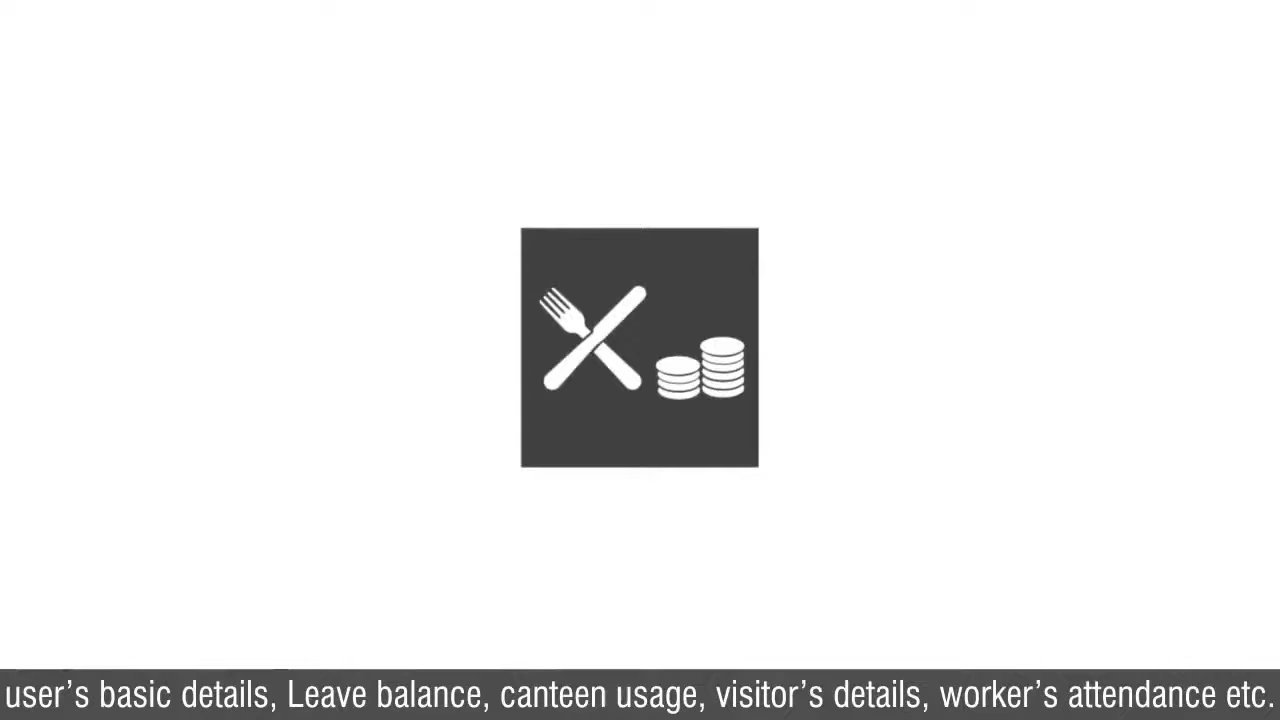 user’s basic details, Leave balance, canteen usage, visitor’s details, worker’s attendance etc.